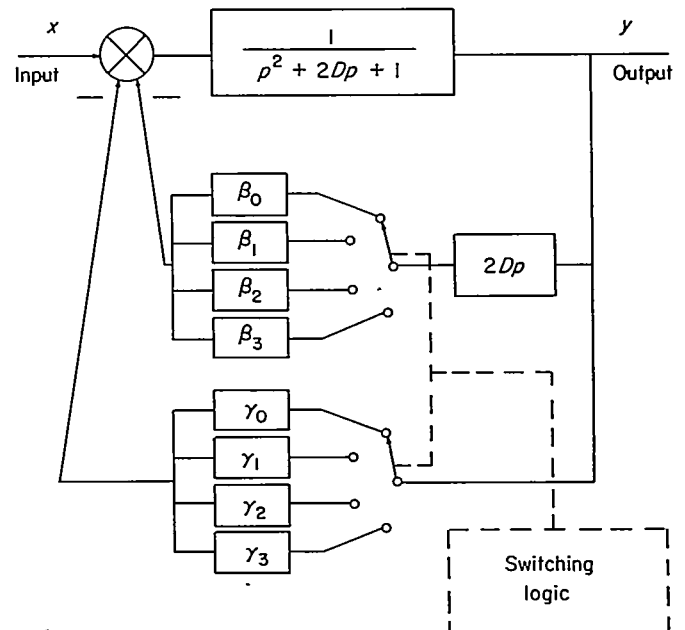 x
y
Input
Output
1
p² + 2Dp + 1
β₀
β₁
β₂
β₃
2Dp
γ₀
γ₁
γ₂
γ₃
Switching
logic